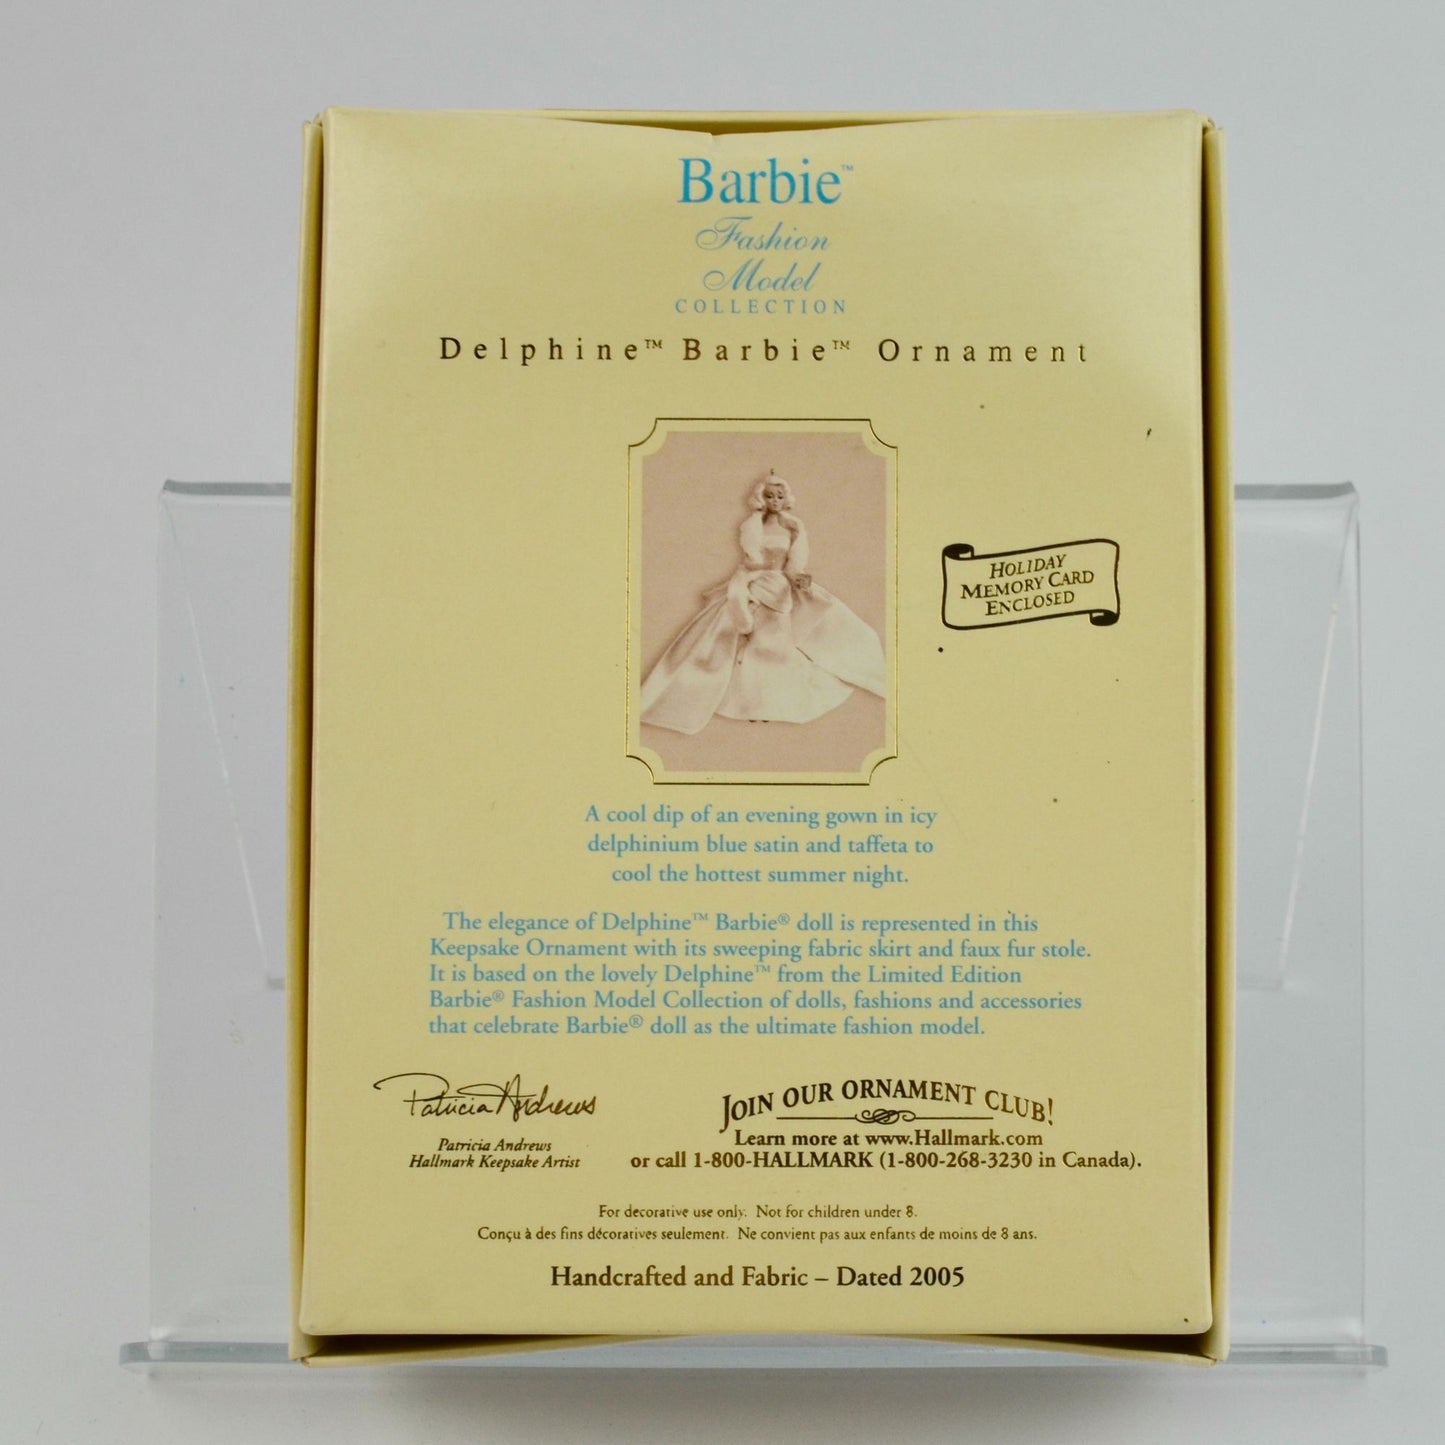 Barbie™
Fashion
Model
COLLECTION
Delphine™ Barbie™ Ornament
HOLIDAY
MEMORY CARD
ENCLOSED
A cool dip of an evening gown in icy
delphinium blue satin and taffeta to
cool the hottest summer night.
The elegance of Delphine™ Barbie® doll is represented in this
Keepsake Ornament with its sweeping fabric skirt and faux fur stole.
It is based on the lovely Delphine™ from the Limited Edition
Barbie® Fashion Model Collection of dolls, fashions and accessories
that celebrate Barbie® doll as the ultimate fashion model.
Patricia Andrews
Patricia Andrews
Hallmark Keepsake Artist
JOIN OUR ORNAMENT CLUB!
Learn more at www.Hallmark.com
or call 1-800-HALLMARK (1-800-268-3230 in Canada).
For decorative use only. Not for children under 8.
Conçu à des fins décoratives seulement. Ne convient pas aux enfants de moins de 8 ans.
Handcrafted and Fabric – Dated 2005